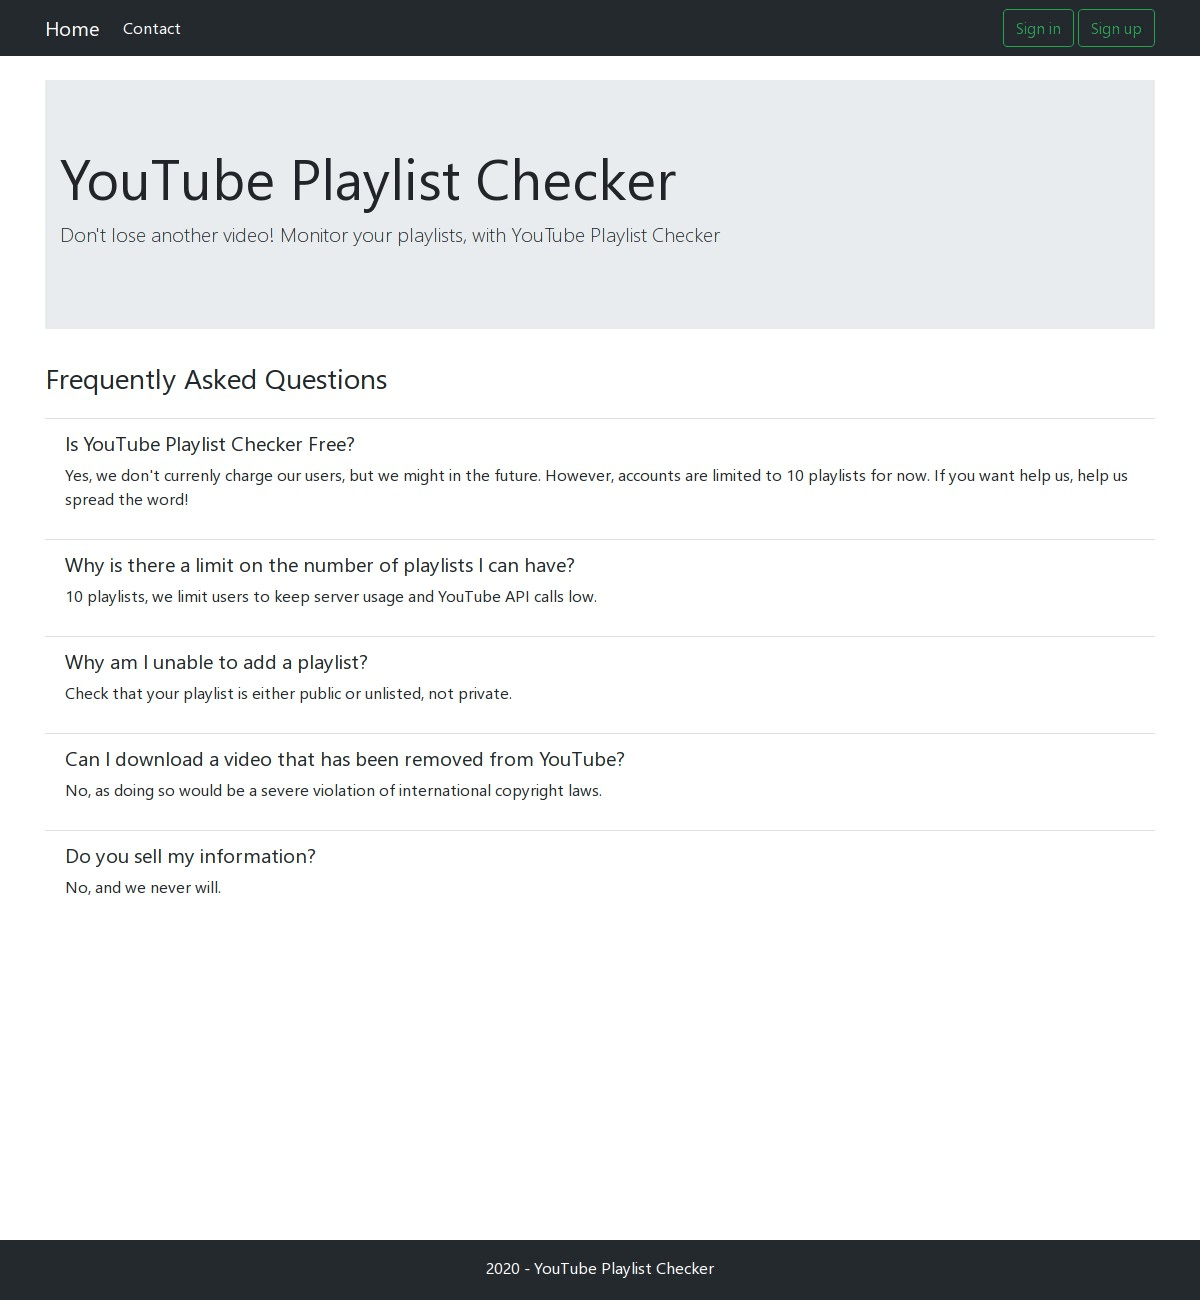 Home Contact Sign in Sign up
YouTube Playlist Checker
Don't lose another video! Monitor your playlists, with YouTube Playlist Checker
Frequently Asked Questions
Is YouTube Playlist Checker Free?
Yes, we don't currenly charge our users, but we might in the future. However, accounts are limited to 10 playlists for now. If you want help us, help us
spread the word!
Why is there a limit on the number of playlists I can have?
10 playlists, we limit users to keep server usage and YouTube API calls low.
Why am I unable to add a playlist?
Check that your playlist is either public or unlisted, not private.
Can I download a video that has been removed from YouTube?
No, as doing so would be a severe violation of international copyright laws.
Do you sell my information?
No, and we never will.
2020 - YouTube Playlist Checker